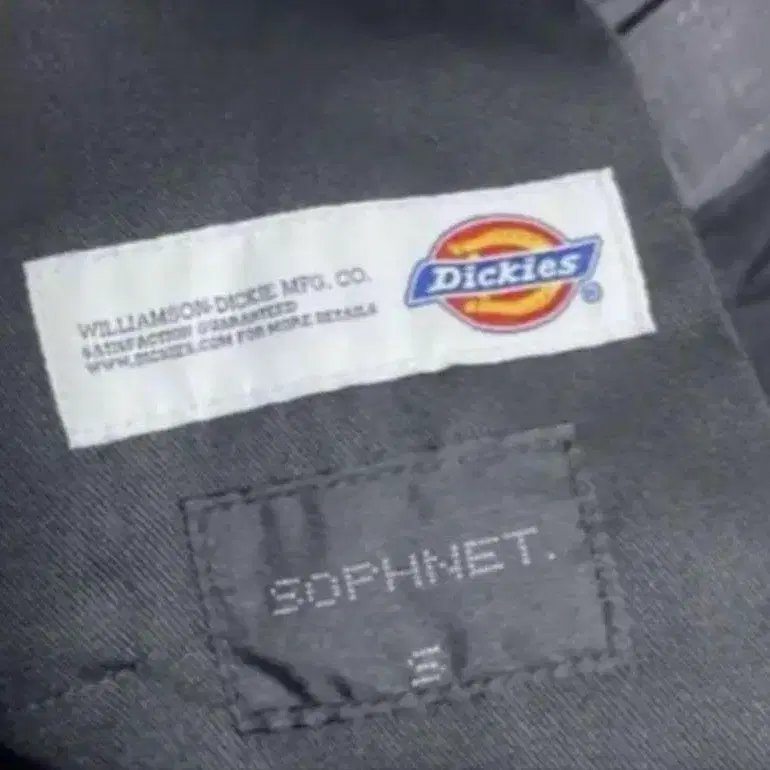 WILLIAMSON-DICKIE MFG. CO.
SATISFACTION GUARANTEED
WWW.DICKIES.COM FOR MORE DETAILS
Dickies
®
SOPHNET.